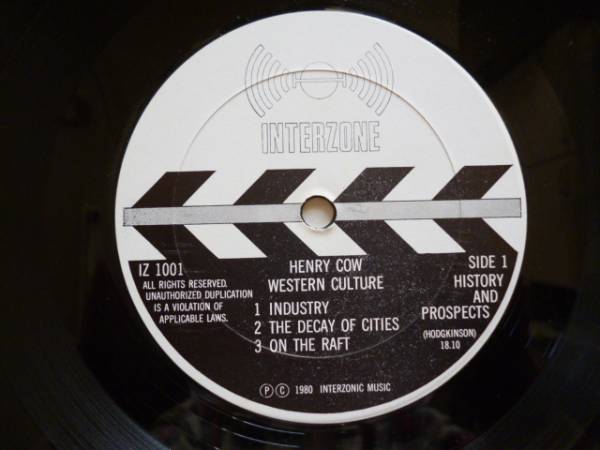 INTERZONE
IZ 1001
ALL RIGHTS RESERVED.
UNAUTHORIZED DUPLICATION
IS A VIOLATION OF
APPLICABLE LAWS.
HENRY COW
WESTERN CULTURE
1 INDUSTRY
2 THE DECAY OF CITIES
3 ON THE RAFT
SIDE 1
HISTORY
AND
PROSPECTS
(HODGKINSON)
18.10
Ⓟ Ⓒ 1980 INTERZONIC MUSIC